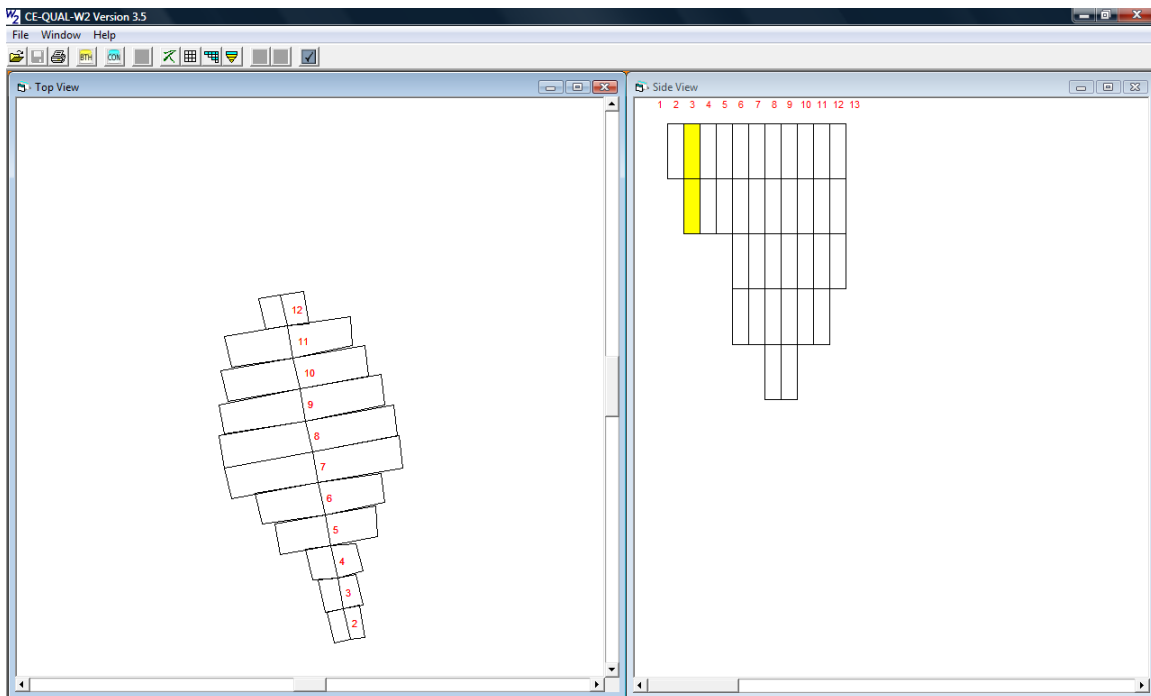 W2 CE-QUAL-W2 Version 3.5
File Window Help
BTH CON
Top View
Side View
1 2 3 4 5 6 7 8 9 10 11 12 13
12
11
10
9
8
7
6
5
4
3
2